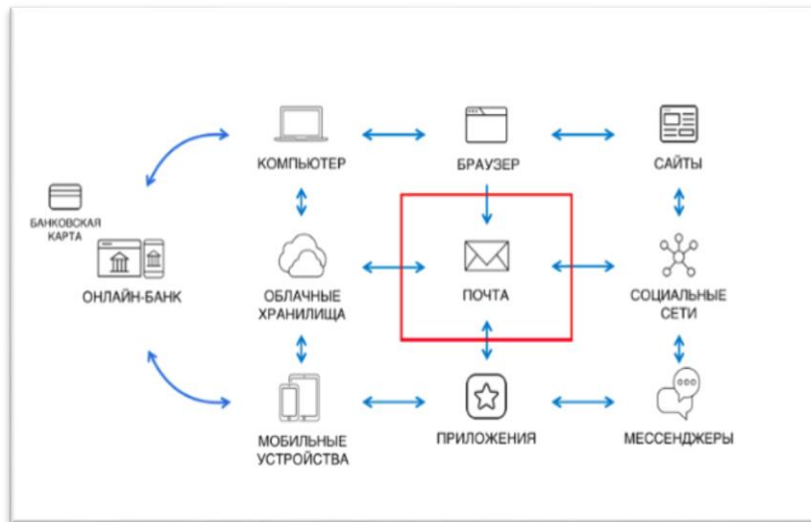 КОМПЬЮТЕР
БРАУЗЕР
САЙТЫ
БАНКОВСКАЯ
КАРТА
ОНЛАЙН-БАНК
ОБЛАЧНЫЕ
ХРАНИЛИЩА
ПОЧТА
СОЦИАЛЬНЫЕ
СЕТИ
МОБИЛЬНЫЕ
УСТРОЙСТВА
ПРИЛОЖЕНИЯ
МЕССЕНДЖЕРЫ